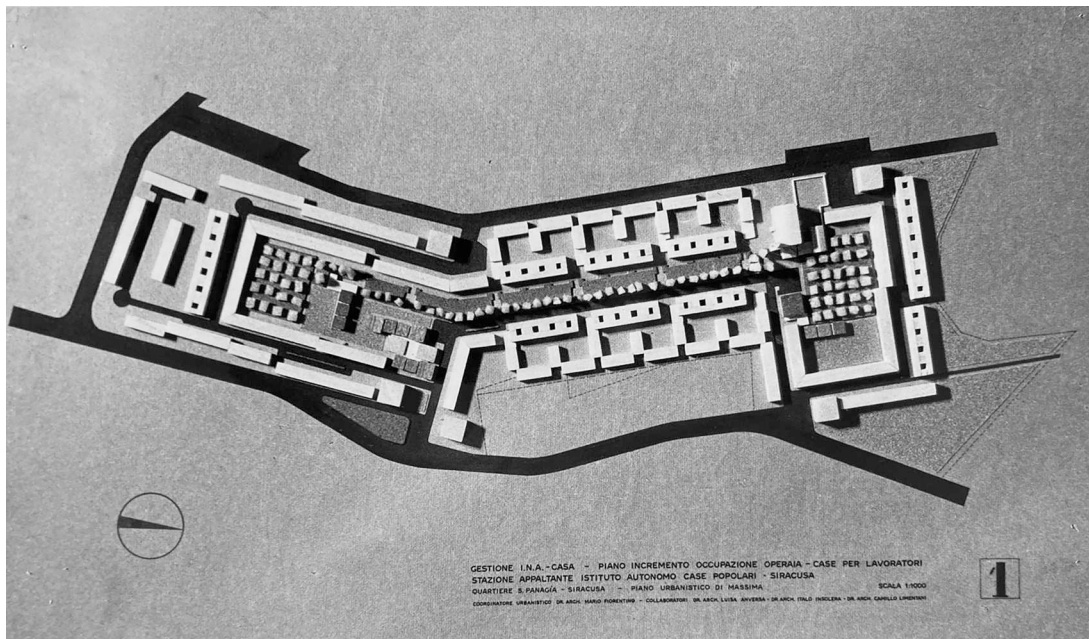 GESTIONE I.N.A.-CASA - PIANO INCREMENTO OCCUPAZIONE OPERAIA - CASE PER LAVORATORI
STAZIONE APPALTANTE ISTITUTO AUTONOMO CASE POPOLARI - SIRACUSA
QUARTIERE S. PANAGÍA - SIRACUSA - PIANO URBANISTICO DI MASSIMA SCALA 1:1000
COORDINATORE URBANISTICO DR. ARCH. MARIO FIORENTINO - COLLABORATORI DR. ARCH. LUISA ANVERSA - DR. ARCH. ITALO INSOLERA - DR. ARCH. CAMILLO LIMENTANI
1